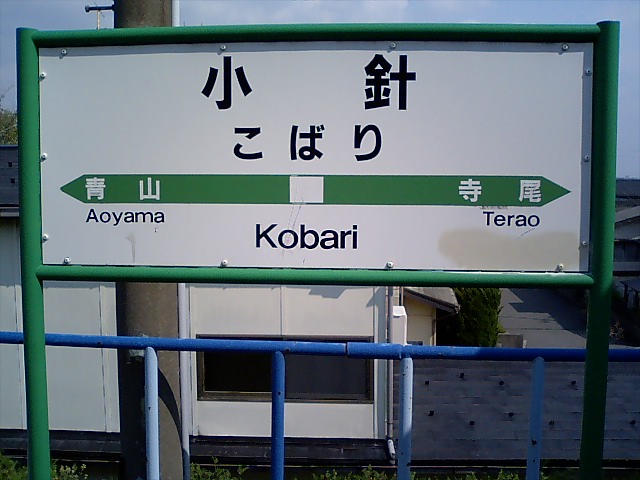 小針
こばり
青山 寺尾
Aoyama Terao
Kobari